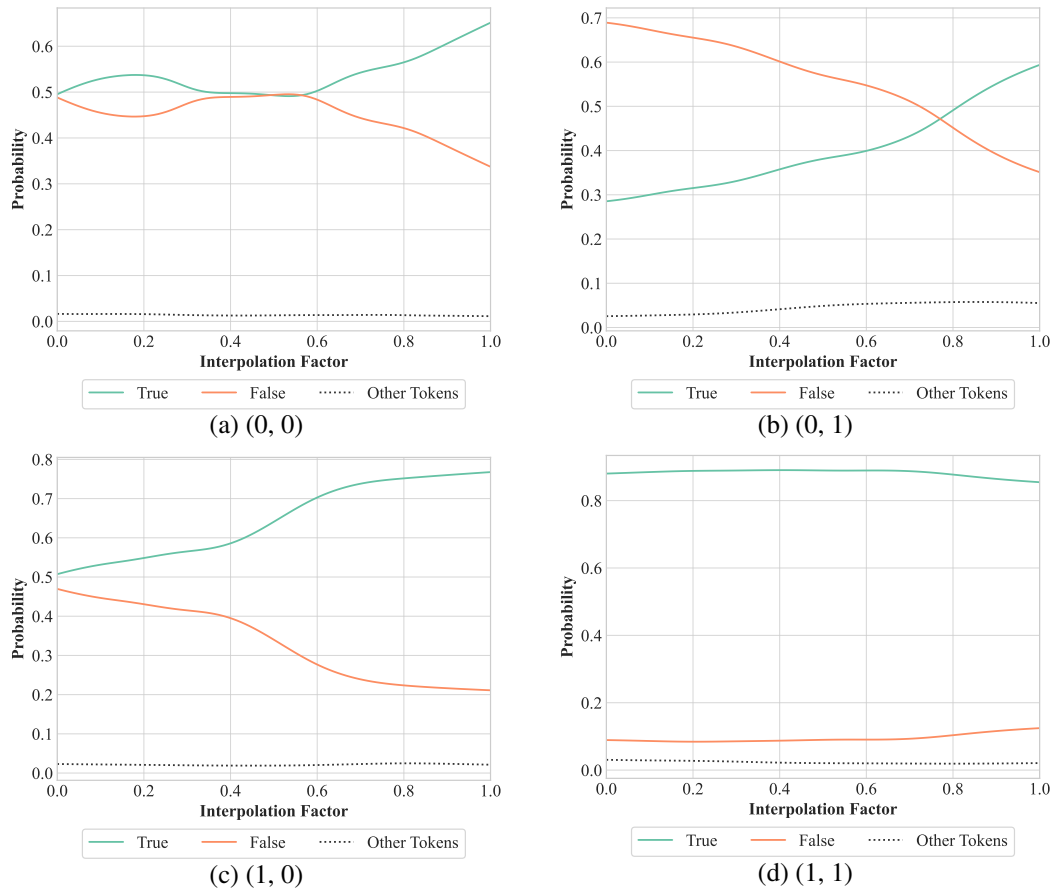 0.6
0.5
0.4
0.3
0.2
0.1
0.0
Probability
0.0 0.2 0.4 0.6 0.8 1.0
Interpolation Factor
True False Other Tokens
(a) (0, 0)
0.7
0.6
0.5
0.4
0.3
0.2
0.1
0.0
Probability
0.0 0.2 0.4 0.6 0.8 1.0
Interpolation Factor
True False Other Tokens
(b) (0, 1)
0.8
0.7
0.6
0.5
0.4
0.3
0.2
0.1
0.0
Probability
0.0 0.2 0.4 0.6 0.8 1.0
Interpolation Factor
True False Other Tokens
(c) (1, 0)
0.8
0.6
0.4
0.2
0.0
Probability
0.0 0.2 0.4 0.6 0.8 1.0
Interpolation Factor
True False Other Tokens
(d) (1, 1)